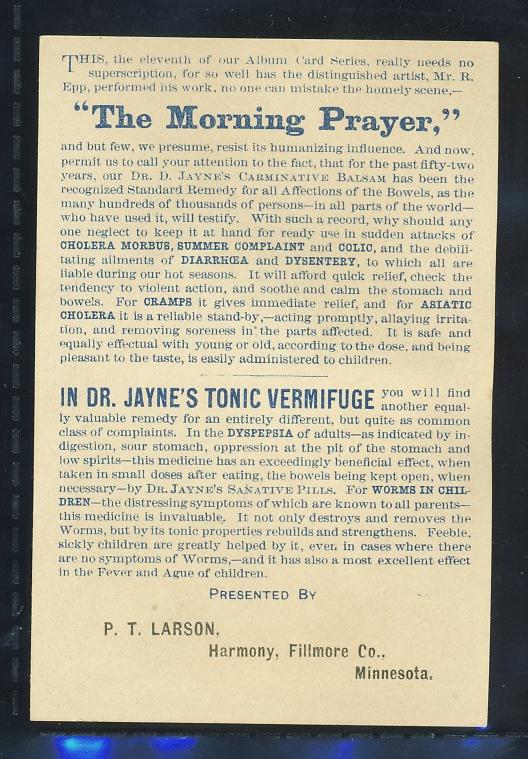 THIS, the eleventh of our Album Card Series, really needs no
superscription, for so well has the distinguished artist, Mr. R.
Epp, performed his work, no one can mistake the homely scene,—
"The Morning Prayer,"
and but few, we presume, resist its humanizing influence. And now,
permit us to call your attention to the fact, that for the past fifty-two
years, our DR. D. JAYNE'S CARMINATIVE BALSAM has been the
recognized Standard Remedy for all Affections of the Bowels, as the
many hundreds of thousands of persons—in all parts of the world—
who have used it, will testify. With such a record, why should any
one neglect to keep it at hand for ready use in sudden attacks of
CHOLERA MORBUS, SUMMER COMPLAINT and COLIC, and the debili-
tating ailments of DIARRHŒA and DYSENTERY, to which all are
liable during our hot seasons. It will afford quick relief, check the
tendency to violent action, and soothe and calm the stomach and
bowels. For CRAMPS it gives immediate relief, and for ASIATIC
CHOLERA it is a reliable stand-by,—acting promptly, allaying irrita-
tion, and removing soreness in the parts affected. It is safe and
equally effectual with young or old, according to the dose, and being
pleasant to the taste, is easily administered to children.
IN DR. JAYNE'S TONIC VERMIFUGE you will find
another equal-
ly valuable remedy for an entirely different, but quite as common
class of complaints. In the DYSPEPSIA of adults—as indicated by in-
digestion, sour stomach, oppression at the pit of the stomach and
low spirits—this medicine has an exceedingly beneficial effect, when
taken in small doses after eating, the bowels being kept open, when
necessary—by DR. JAYNE'S SANATIVE PILLS. For WORMS IN CHIL-
DREN—the distressing symptoms of which are known to all parents—
this medicine is invaluable. It not only destroys and removes the
Worms, but by its tonic properties rebuilds and strengthens. Feeble,
sickly children are greatly helped by it, even in cases where there
are no symptoms of Worms,—and it has also a most excellent effect
in the Fever and Ague of children.
PRESENTED BY
P. T. LARSON,
Harmony, Fillmore Co.,
Minnesota.